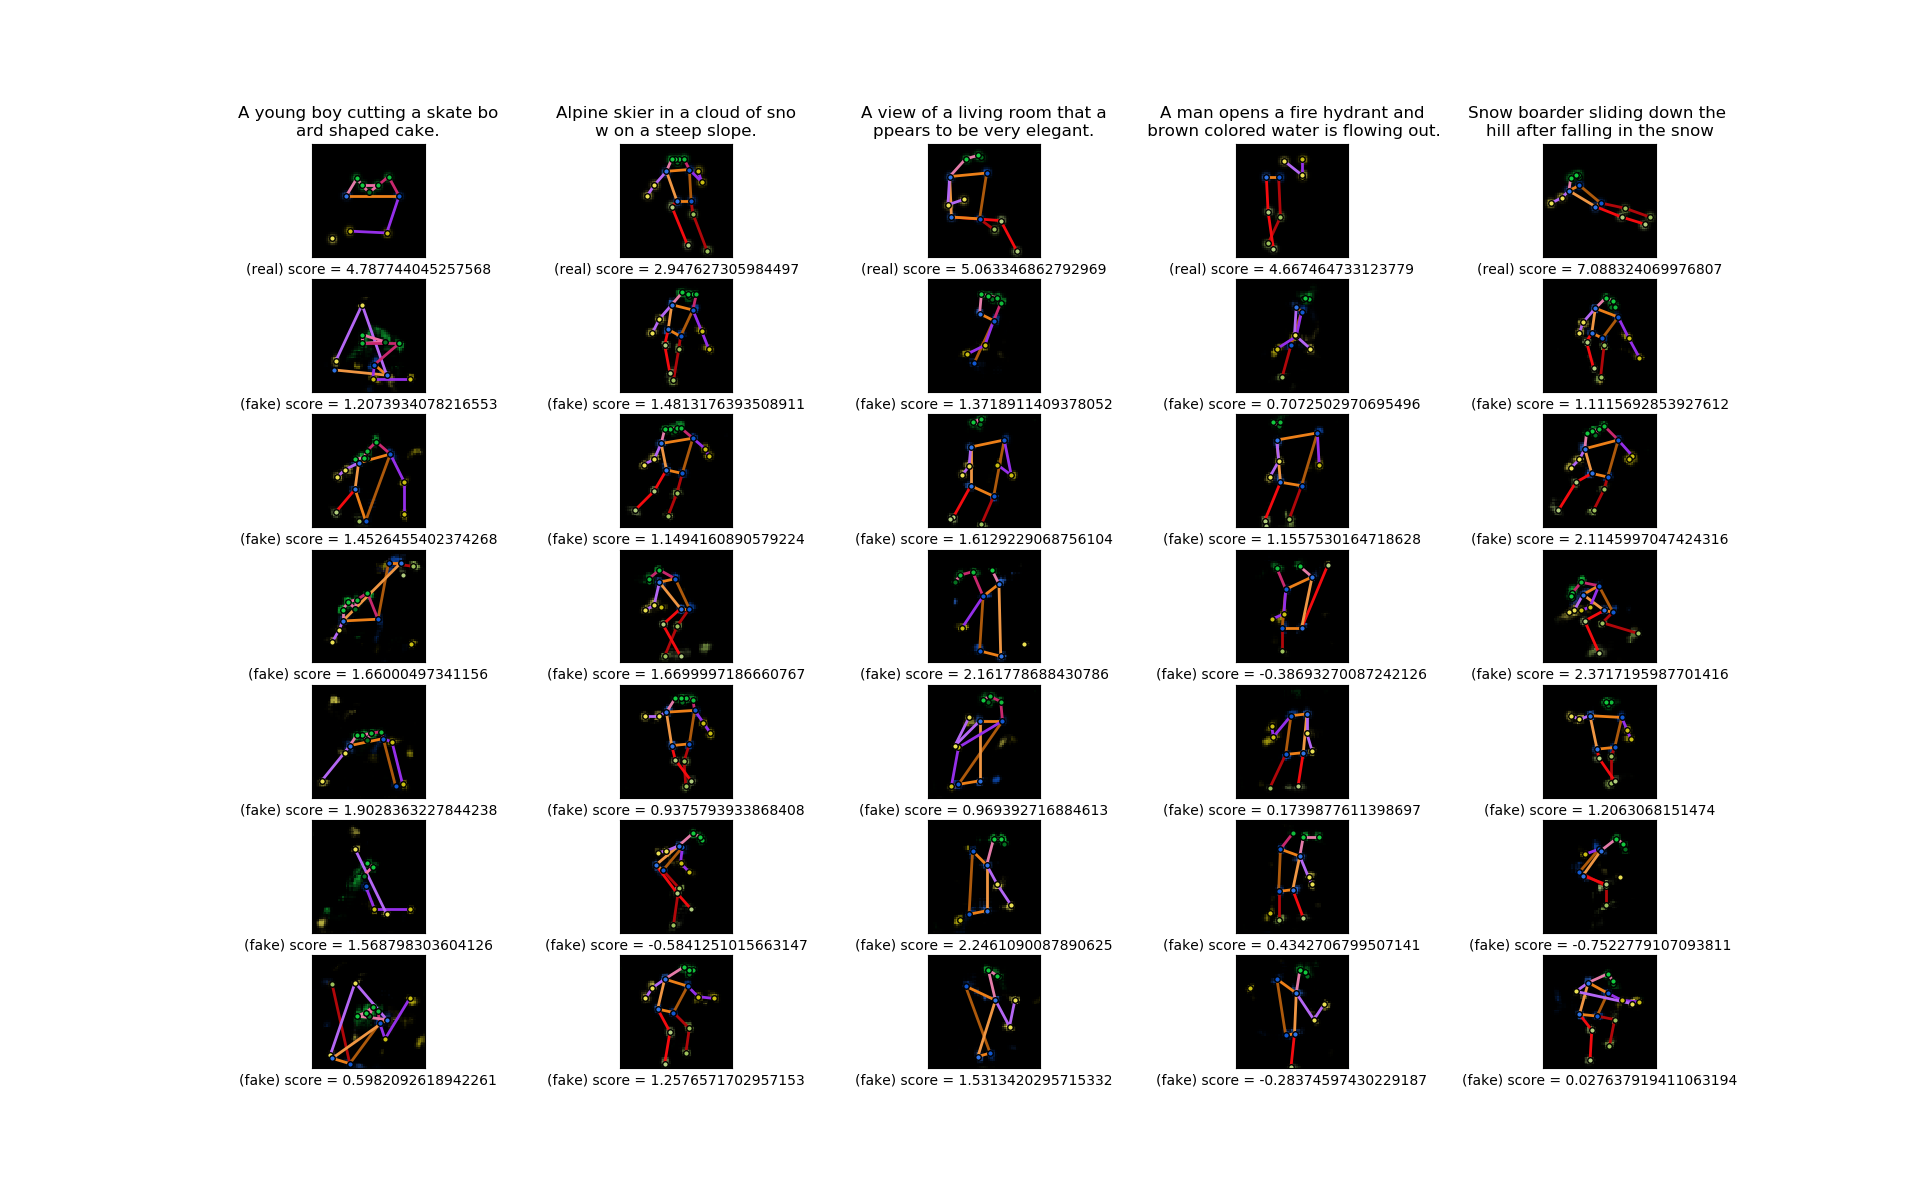 A young boy cutting a skate bo
ard shaped cake.
Alpine skier in a cloud of sno
w on a steep slope.
A view of a living room that a
ppears to be very elegant.
A man opens a fire hydrant and
brown colored water is flowing out.
Snow boarder sliding down the
hill after falling in the snow
(real) score = 4.787744045257568
(real) score = 2.947627305984497
(real) score = 5.063346862792969
(real) score = 4.667464733123779
(real) score = 7.088324069976807
(fake) score = 1.2073934078216553
(fake) score = 1.4813176393508911
(fake) score = 1.3718911409378052
(fake) score = 0.7072502970695496
(fake) score = 1.1115692853927612
(fake) score = 1.4526455402374268
(fake) score = 1.1494160890579224
(fake) score = 1.6129229068756104
(fake) score = 1.1557530164718628
(fake) score = 2.1145997047424316
(fake) score = 1.66000497341156
(fake) score = 1.6699997186660767
(fake) score = 2.161778688430786
(fake) score = -0.38693270087242126
(fake) score = 2.3717195987701416
(fake) score = 1.9028363227844238
(fake) score = 0.9375793933868408
(fake) score = 0.969392716884613
(fake) score = 0.1739877611398697
(fake) score = 1.2063068151474
(fake) score = 1.568798303604126
(fake) score = -0.5841251015663147
(fake) score = 2.2461090087890625
(fake) score = 0.4342706799507141
(fake) score = -0.7522779107093811
(fake) score = 0.5982092618942261
(fake) score = 1.2576571702957153
(fake) score = 1.5313420295715332
(fake) score = -0.28374597430229187
(fake) score = 0.027637919411063194